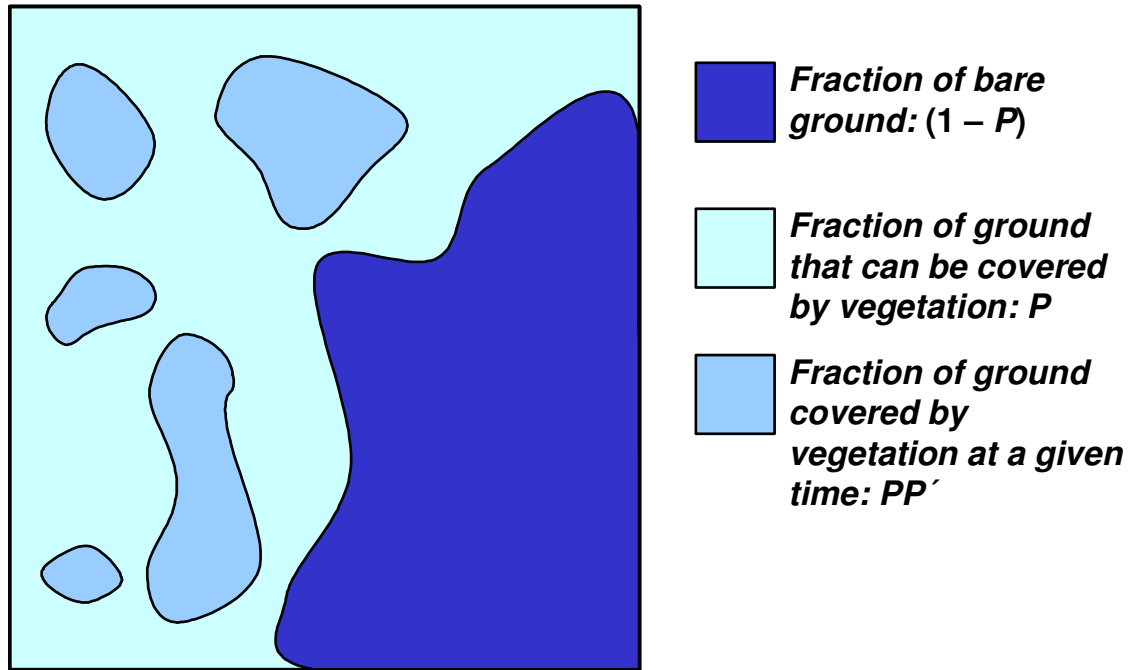 Fraction of bare
ground: (1 – P)
Fraction of ground
that can be covered
by vegetation: P
Fraction of ground
covered by
vegetation at a given
time: PP´